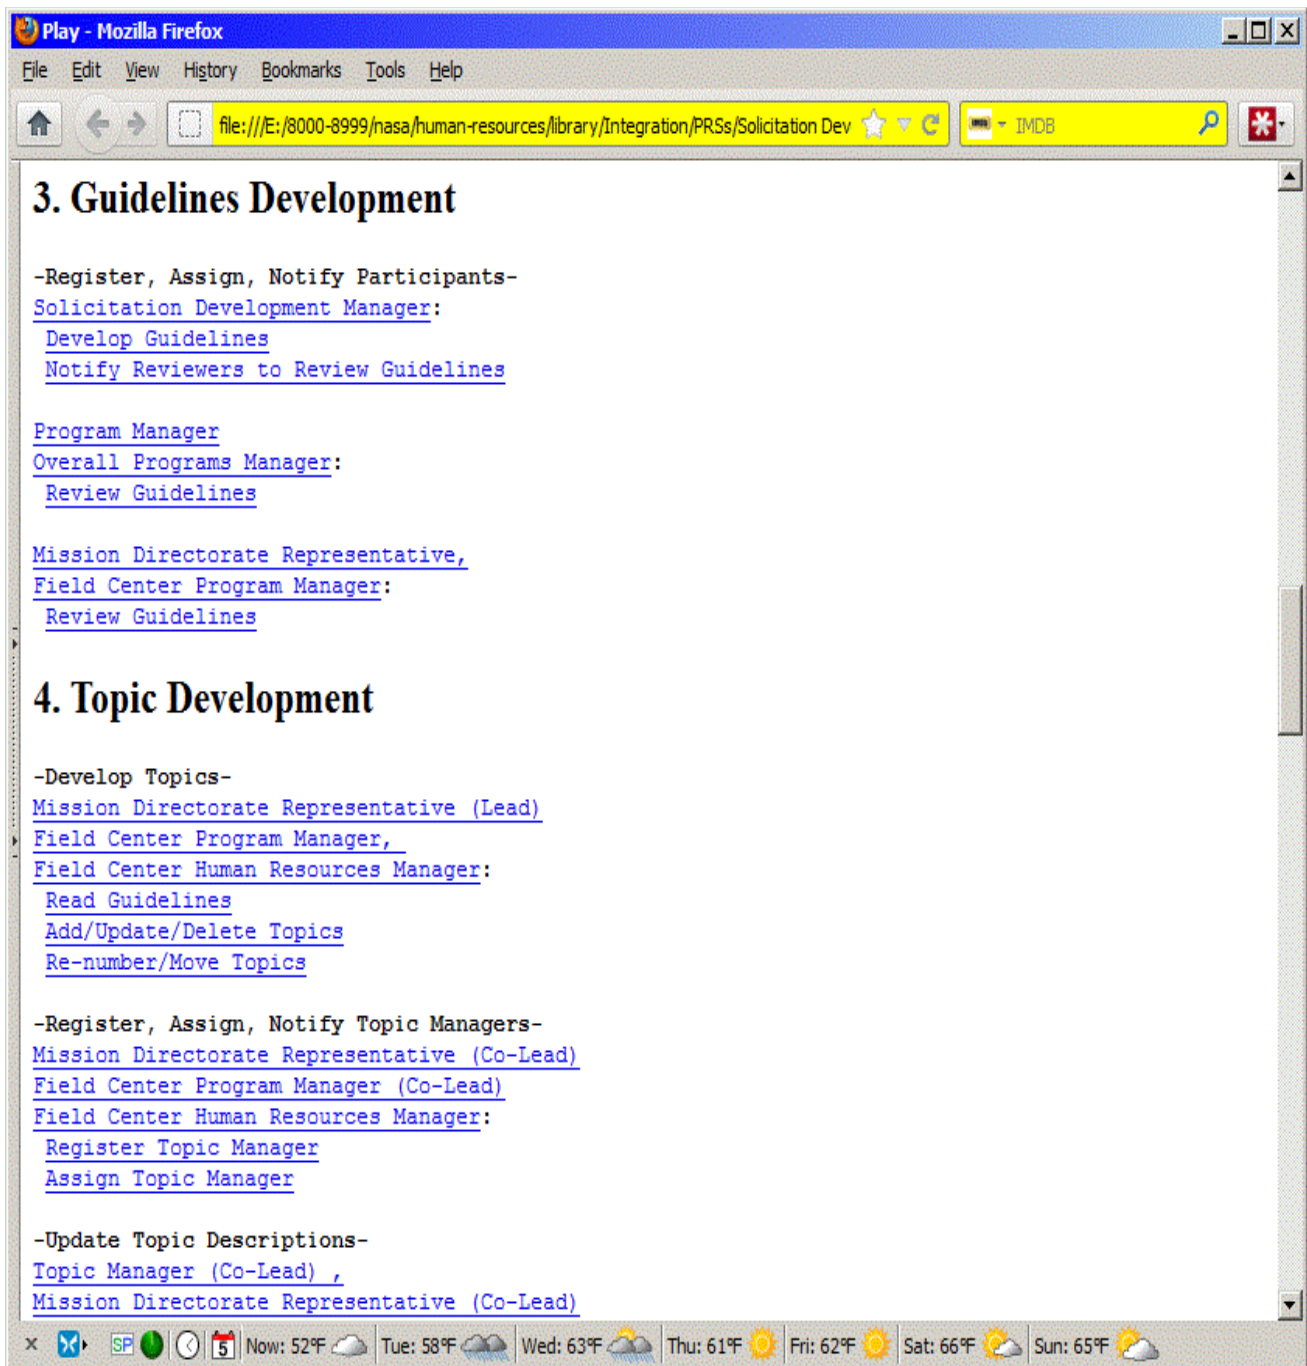 Play - Mozilla Firefox
File Edit View History Bookmarks Tools Help
file:///E:/8000-8999/nasa/human-resources/library/Integration/PRSs/Solicitation Dev
IMDB
3. Guidelines Development
-Register, Assign, Notify Participants-
Solicitation Development Manager:
Develop Guidelines
Notify Reviewers to Review Guidelines
Program Manager
Overall Programs Manager:
Review Guidelines
Mission Directorate Representative,
Field Center Program Manager:
Review Guidelines
4. Topic Development
-Develop Topics-
Mission Directorate Representative (Lead)
Field Center Program Manager,
Field Center Human Resources Manager:
Read Guidelines
Add/Update/Delete Topics
Re-number/Move Topics
-Register, Assign, Notify Topic Managers-
Mission Directorate Representative (Co-Lead)
Field Center Program Manager (Co-Lead)
Field Center Human Resources Manager:
Register Topic Manager
Assign Topic Manager
-Update Topic Descriptions-
Topic Manager (Co-Lead) ,
Mission Directorate Representative (Co-Lead)
SP 5 Now: 52°F Tue: 58°F Wed: 63°F Thu: 61°F Fri: 62°F Sat: 66°F Sun: 65°F